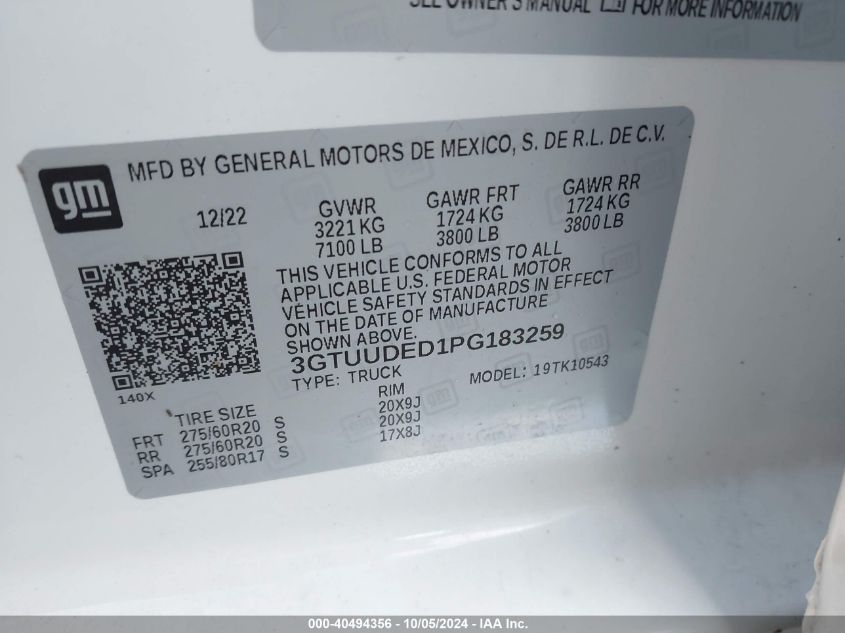 SEE OWNER'S MANUAL FOR MORE INFORMATION
MFD BY GENERAL MOTORS DE MEXICO, S. DE R.L. DE C.V.
gm
12/22 GVWR GAWR FRT GAWR RR
3221 KG 1724 KG 1724 KG
7100 LB 3800 LB 3800 LB
THIS VEHICLE CONFORMS TO ALL
APPLICABLE U.S. FEDERAL MOTOR
VEHICLE SAFETY STANDARDS IN EFFECT
ON THE DATE OF MANUFACTURE
SHOWN ABOVE.
3GTUUDED1PG183259
TYPE: TRUCK MODEL: 19TK10543
140X
TIRE SIZE RIM
FRT 275/60R20 S 20X9J
RR 275/60R20 S 20X9J
SPA 255/80R17 S 17X8J
000-40494356 - 10/05/2024 - IAA Inc.